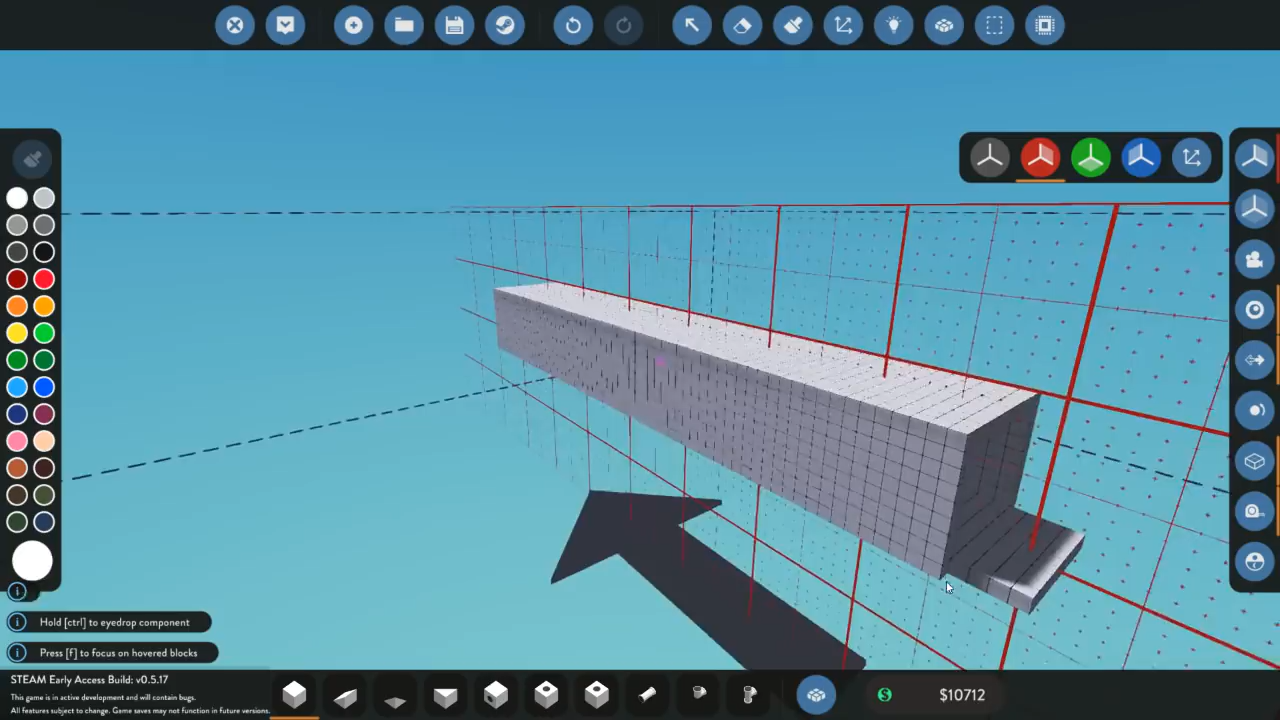 Hold [ctrl] to eyedrop component
Press [f] to focus on hovered blocks
STEAM Early Access Build: v0.5.17
This game is in active development and will contain bugs.
All features subject to change. Game saves may not function in future versions.
$10712